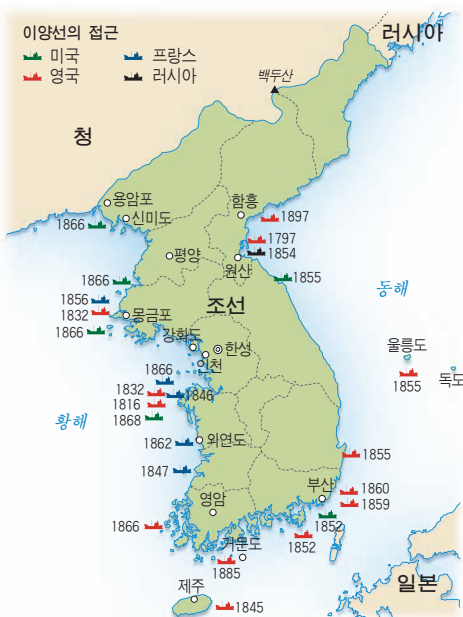 이양선의 접근
미국
프랑스
영국
러시아
러시아
백두산
청
용암포
신미도
1866
함흥
1897
1797
1854
평양
원산
1866
1855
동해
1856
1832
몽금포
1866
조선
강화도
한성
인천
울릉도
독도
1855
1866
1832
1846
1816
1868
황해
1862
외연도
1855
1847
부산
1860
1859
영암
1866
1852
1852
거문도
1885
일본
제주
1845